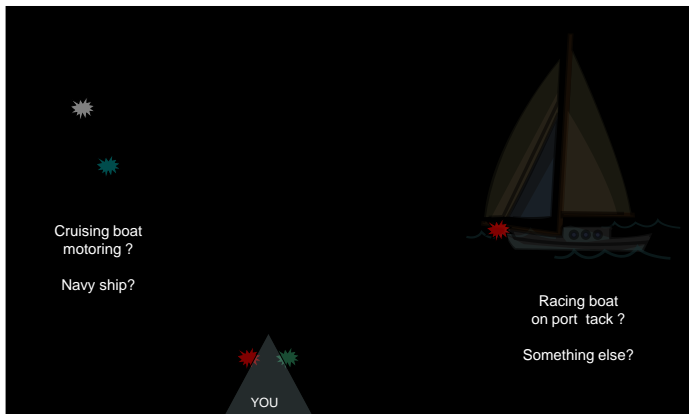 Cruising boat
motoring ?
Navy ship?
Racing boat
on port tack ?
Something else?
YOU